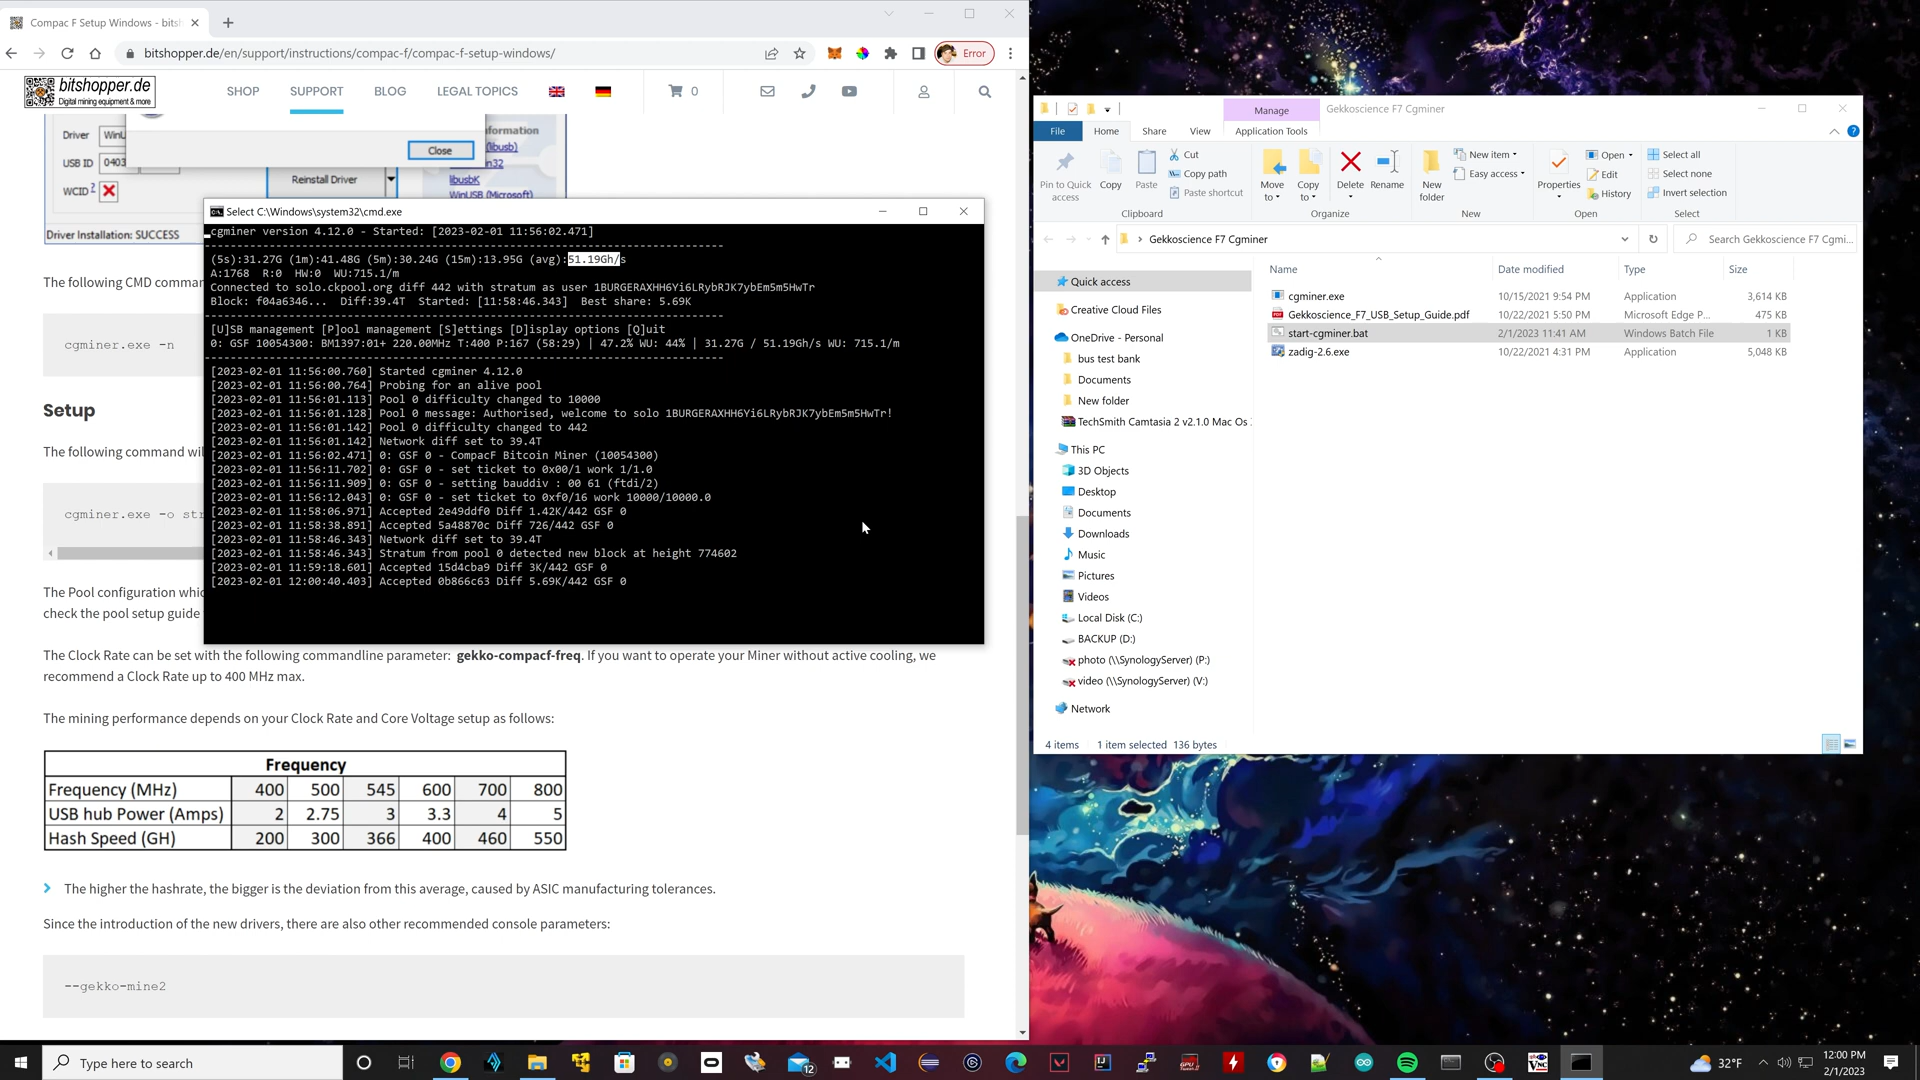 Compac F Setup Windows - bitsh
bitshopper.de/en/support/instructions/compac-f/compac-f-setup-windows/
Error
bitshopper.de
Digital mining equipment & more
SHOP
SUPPORT
BLOG
LEGAL TOPICS
0
Driver
WinU
USB ID
0403
WCID ?
Close
Reinstall Driver
formation
(libusb)
n32
libusbK
WinUSB (Microsoft)
Driver Installation: SUCCESS
The following CMD comman
cgminer.exe -n
Setup
The following command wil
cgminer.exe -o str
The Pool configuration whic
check the pool setup guide
The Clock Rate can be set with the following commandline parameter: gekko-compacf-freq. If you want to operate your Miner without active cooling, we
recommend a Clock Rate up to 400 MHz max.
The mining performance depends on your Clock Rate and Core Voltage setup as follows:
Frequency
Frequency (MHz) 400 500 545 600 700 800
USB hub Power (Amps) 2 2.75 3 3.3 4 5
Hash Speed (GH) 200 300 366 400 460 550
The higher the hashrate, the bigger is the deviation from this average, caused by ASIC manufacturing tolerances.
Since the introduction of the new drivers, there are also other recommended console parameters:
--gekko-mine2
Select C:\Windows\system32\cmd.exe
cgminer version 4.12.0 - Started: [2023-02-01 11:56:02.471]
(5s):31.27G (1m):41.48G (5m):30.24G (15m):13.95G (avg):51.19Gh/s
A:1768 R:0 HW:0 WU:715.1/m
Connected to solo.ckpool.org diff 442 with stratum as user 1BURGERAXHH6Yi6LRybRJK7ybEm5m5HwTr
Block: f04a6346... Diff:39.4T Started: [11:58:46.343] Best share: 5.69K
[U]SB management [P]ool management [S]ettings [D]isplay options [Q]uit
0: GSF 10054300: BM1397:01+ 220.00MHz T:400 P:167 (58:29) | 47.2% WU: 44% | 31.27G / 51.19Gh/s WU: 715.1/m
[2023-02-01 11:56:00.760] Started cgminer 4.12.0
[2023-02-01 11:56:00.764] Probing for an alive pool
[2023-02-01 11:56:01.113] Pool 0 difficulty changed to 10000
[2023-02-01 11:56:01.128] Pool 0 message: Authorised, welcome to solo 1BURGERAXHH6Yi6LRybRJK7ybEm5m5HwTr!
[2023-02-01 11:56:01.142] Pool 0 difficulty changed to 442
[2023-02-01 11:56:01.142] Network diff set to 39.4T
[2023-02-01 11:56:02.471] 0: GSF 0 - CompacF Bitcoin Miner (10054300)
[2023-02-01 11:56:11.702] 0: GSF 0 - set ticket to 0x00/1 work 1/1.0
[2023-02-01 11:56:11.909] 0: GSF 0 - setting bauddiv : 00 61 (ftdi/2)
[2023-02-01 11:56:12.043] 0: GSF 0 - set ticket to 0xf0/16 work 10000/10000.0
[2023-02-01 11:58:06.971] Accepted 2e49ddf0 Diff 1.42K/442 GSF 0
[2023-02-01 11:58:38.891] Accepted 5a48870c Diff 726/442 GSF 0
[2023-02-01 11:58:46.343] Network diff set to 39.4T
[2023-02-01 11:58:46.343] Stratum from pool 0 detected new block at height 774602
[2023-02-01 11:59:18.601] Accepted 15d4cba9 Diff 3K/442 GSF 0
[2023-02-01 12:00:40.403] Accepted 0b866c63 Diff 5.69K/442 GSF 0
Manage
Gekkoscience F7 Cgminer
File
Home
Share
View
Application Tools
Pin to Quick access
Copy
Paste
Cut
Copy path
Paste shortcut
Clipboard
Move to
Copy to
Delete
Rename
Organize
New folder
New item
Easy access
New
Properties
Open
Edit
History
Open
Select all
Select none
Invert selection
Select
Gekkoscience F7 Cgminer
Search Gekkoscience F7 Cgmi...
Quick access
Creative Cloud Files
OneDrive - Personal
bus test bank
Documents
New folder
TechSmith Camtasia 2 v2.1.0 Mac Os
This PC
3D Objects
Desktop
Documents
Downloads
Music
Pictures
Videos
Local Disk (C:)
BACKUP (D:)
photo (\\SynologyServer) (P:)
video (\\SynologyServer) (V:)
Network
Name Date modified Type Size
cgminer.exe 10/15/2021 9:54 PM Application 3,614 KB
Gekkoscience_F7_USB_Setup_Guide.pdf 10/22/2021 5:50 PM Microsoft Edge P... 475 KB
start-cgminer.bat 2/1/2023 11:41 AM Windows Batch File 1 KB
zadig-2.6.exe 10/22/2021 4:31 PM Application 5,048 KB
4 items 1 item selected 136 bytes
Type here to search
12
32°F
12:00 PM
2/1/2023